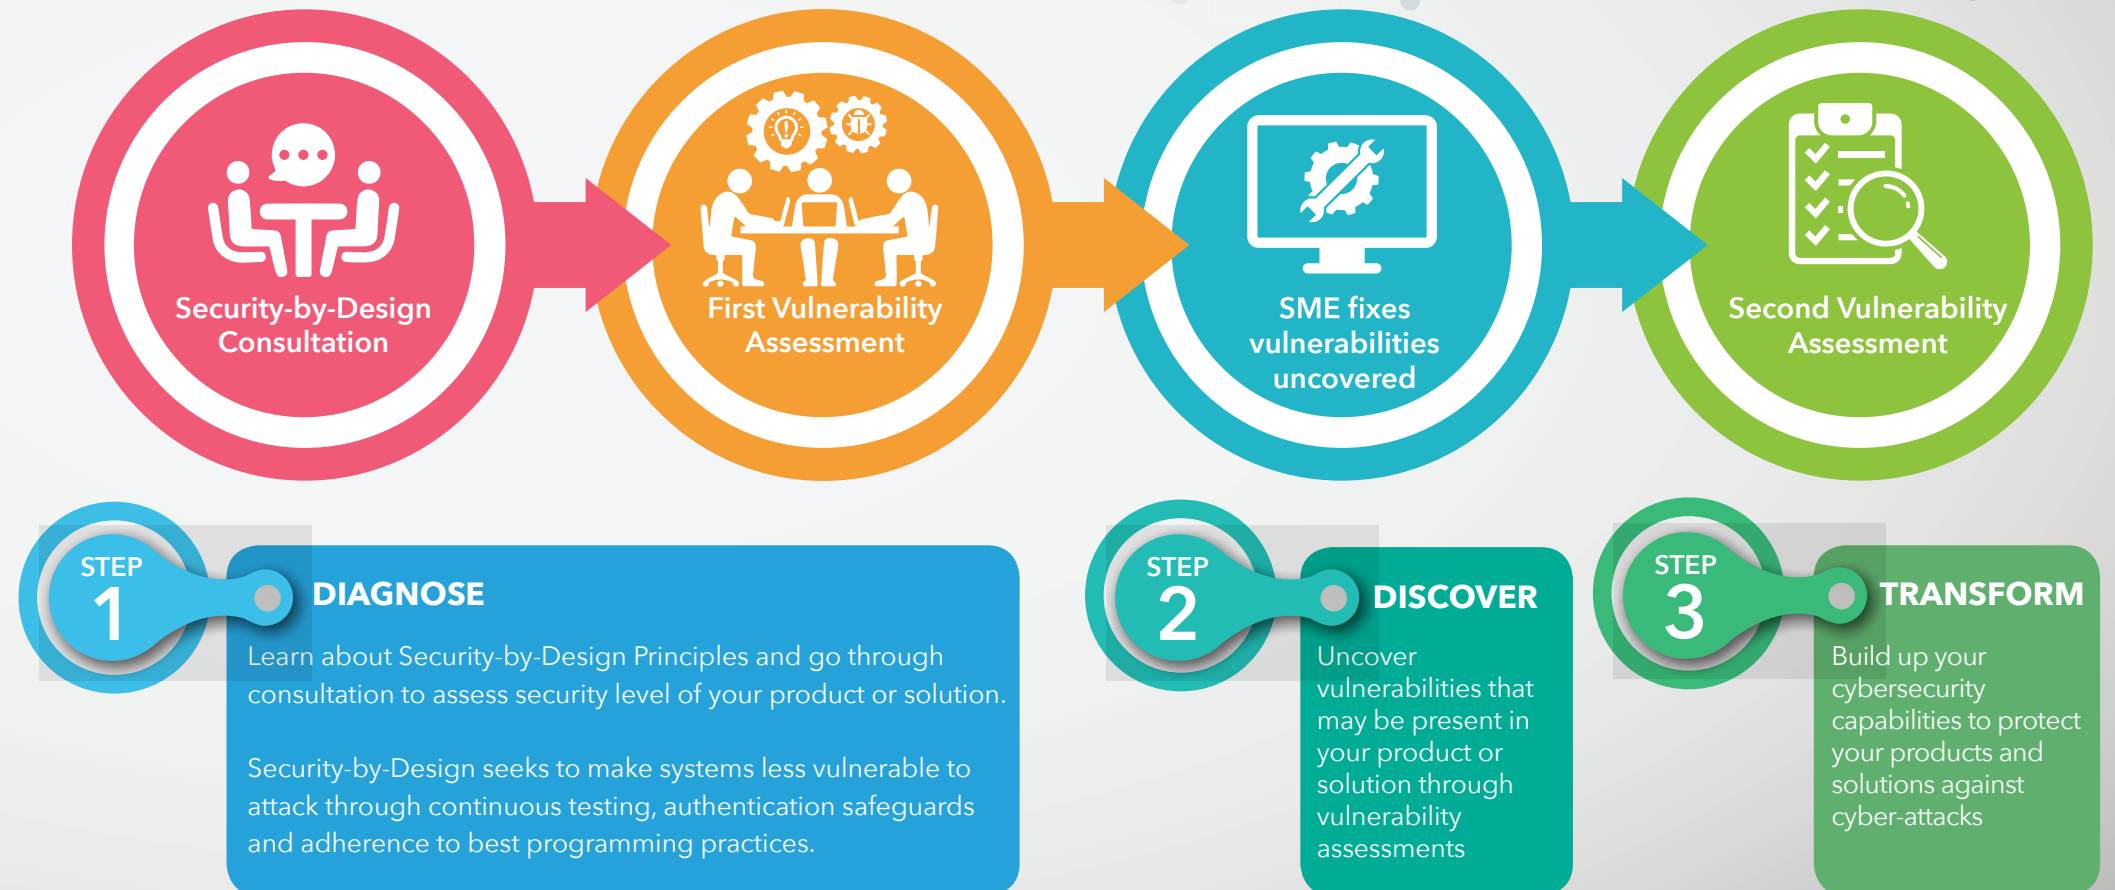 Security-by-Design
Consultation
First Vulnerability
Assessment
SME fixes
vulnerabilities
uncovered
Second Vulnerability
Assessment
STEP
1
DIAGNOSE
Learn about Security-by-Design Principles and go through
consultation to assess security level of your product or solution.
Security-by-Design seeks to make systems less vulnerable to
attack through continuous testing, authentication safeguards
and adherence to best programming practices.
STEP
2
DISCOVER
Uncover
vulnerabilities that
may be present in
your product or
solution through
vulnerability
assessments
STEP
3
TRANSFORM
Build up your
cybersecurity
capabilities to protect
your products and
solutions against
cyber-attacks